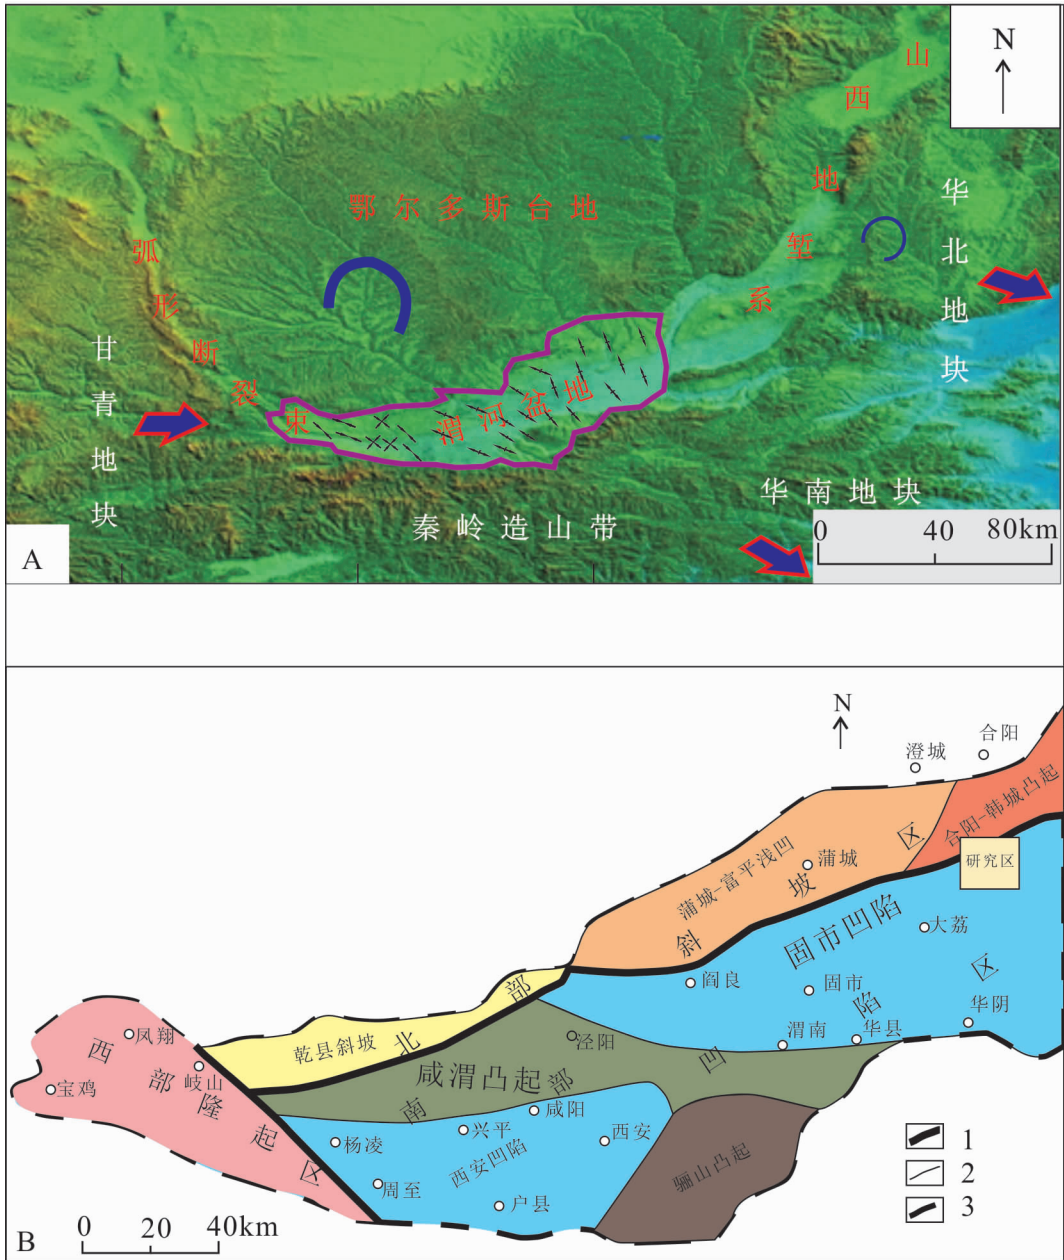 N
山西地堑系
鄂尔多斯台地
华北地块
弧形断裂束
甘青地块
渭河盆地
华南地块
秦岭造山带
0 40 80km
A
N
合阳
澄城
合阳-韩城凸起
研究区
蒲城-富平浅凹
蒲城
北部斜坡区
固市凹陷
大荔
阎良
固市
华阴
渭南
华县
泾阳
乾县斜坡
凤翔
岐山
宝鸡
西部隆起区
咸渭凸起
南部凹陷区
咸阳
兴平
西安
杨凌
西安凹陷
周至
户县
骊山凸起
1
2
3
0 20 40km
B